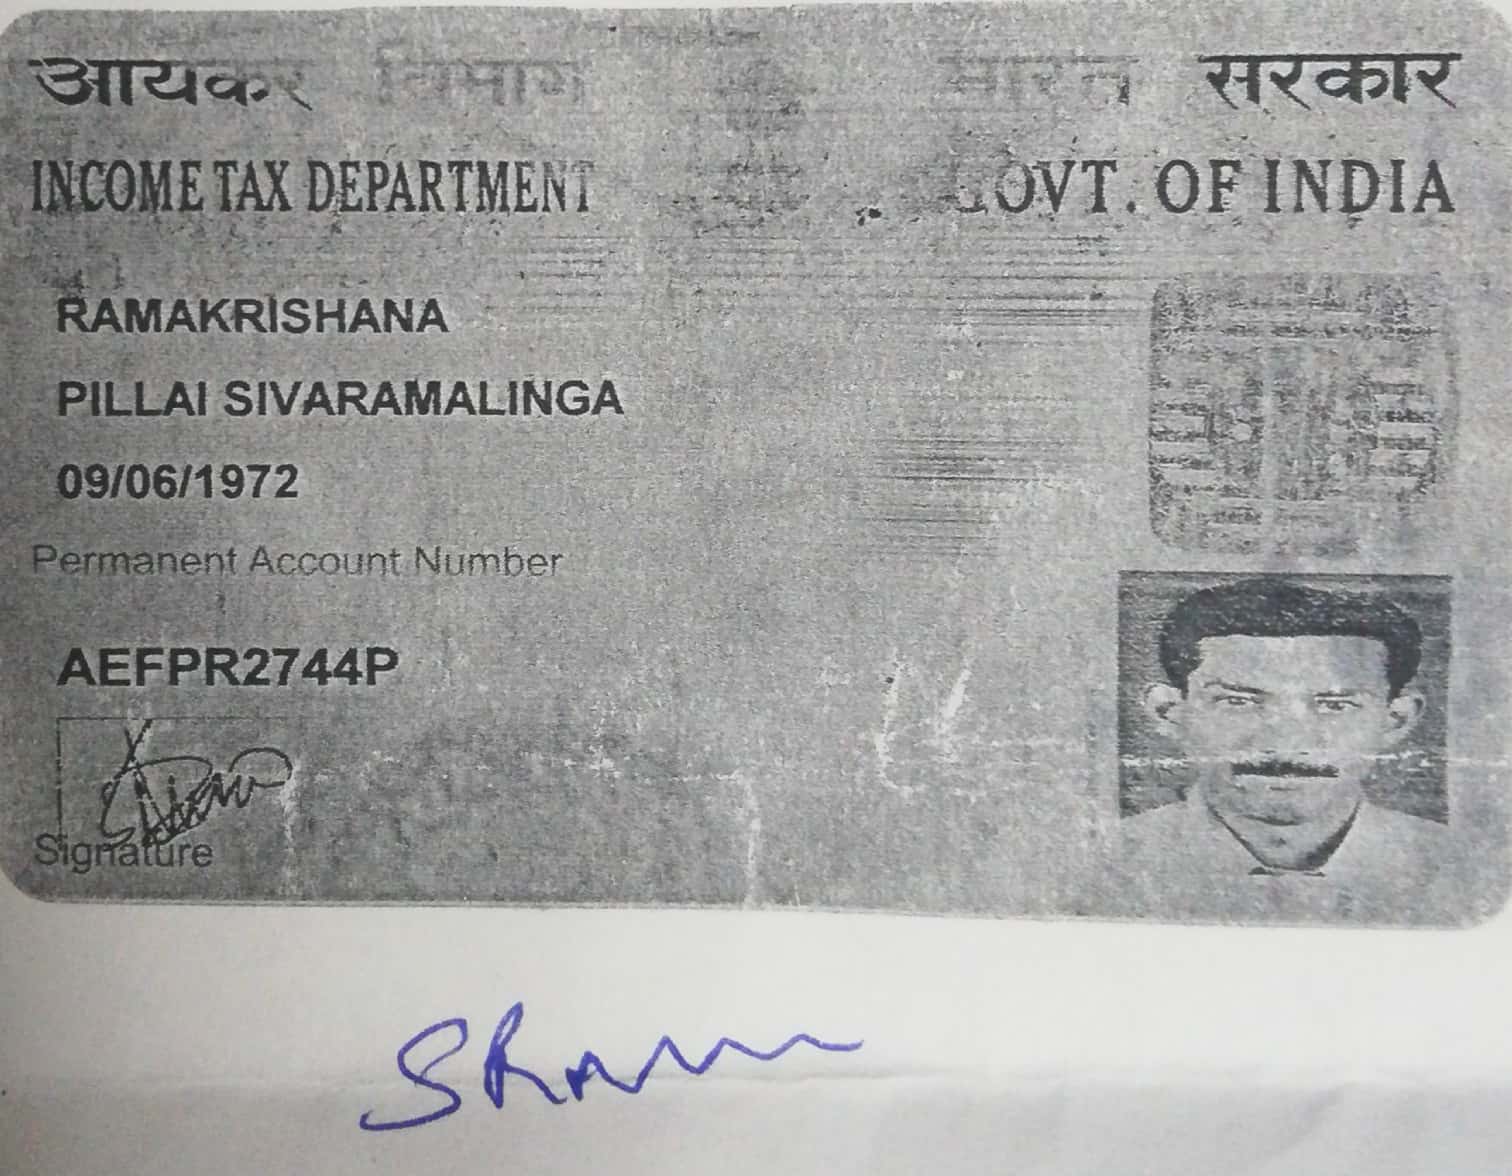 आयकर विभाग भारत सरकार
INCOME TAX DEPARTMENT GOVT. OF INDIA
RAMAKRISHANA
PILLAI SIVARAMALINGA
09/06/1972
Permanent Account Number
AEFPR2744P
Signature